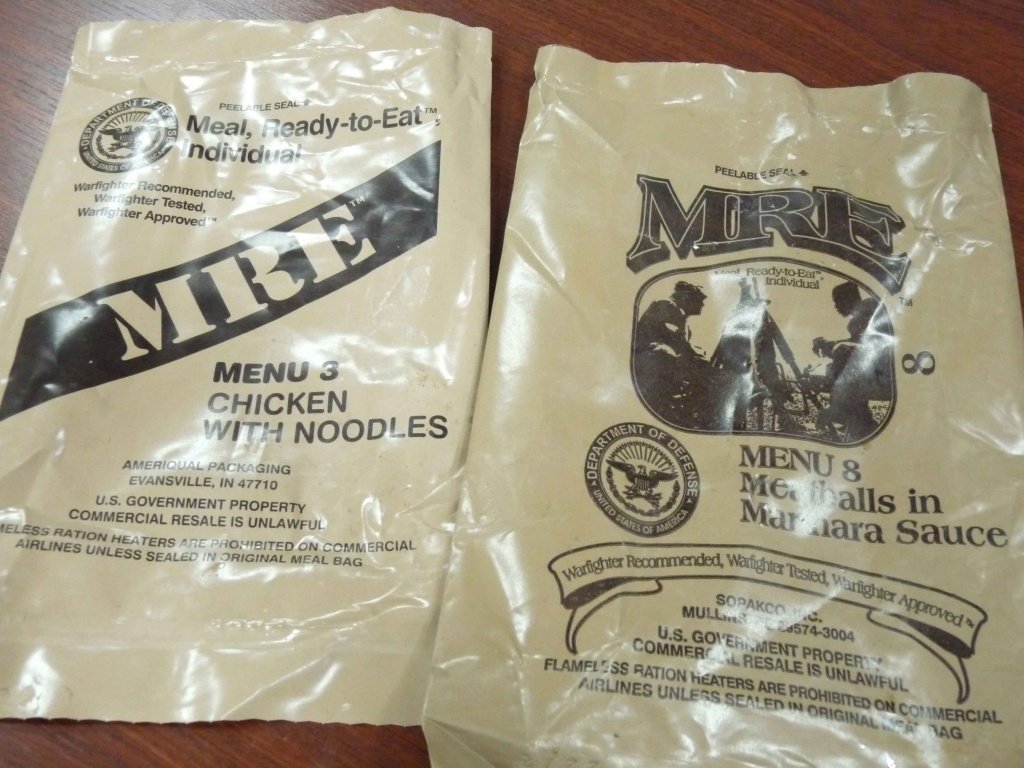 PEELABLE SEAL
DEPARTMENT OF DEFENSE
UNITED STATES OF AMERICA
Meal, Ready-to-Eat™,
Individual
Warfighter Recommended,
Warfighter Tested,
Warfighter Approved™
MRE™
MENU 3
CHICKEN
WITH NOODLES
AMERIQUAL PACKAGING
EVANSVILLE, IN 47710
U.S. GOVERNMENT PROPERTY
COMMERCIAL RESALE IS UNLAWFUL
MELESS RATION HEATERS ARE PROHIBITED ON COMMERCIAL
AIRLINES UNLESS SEALED IN ORIGINAL MEAL BAG
PEELABLE SEAL
MRE™
Meal, Ready-to-Eat™,
Individual
8
DEPARTMENT OF DEFENSE
UNITED STATES OF AMERICA
MENU 8
Meatballs in
Marinara Sauce
Warfighter Recommended, Warfighter Tested, Warfighter Approved™
SOPAKCO, INC.
29574-3004
U.S. GOVERNMENT PROPERTY
COMMERCIAL RESALE IS UNLAWFUL
FLAMELESS RATION HEATERS ARE PROHIBITED ON COMMERCIAL
AIRLINES UNLESS SEALED IN ORIGINAL MEAL BAG